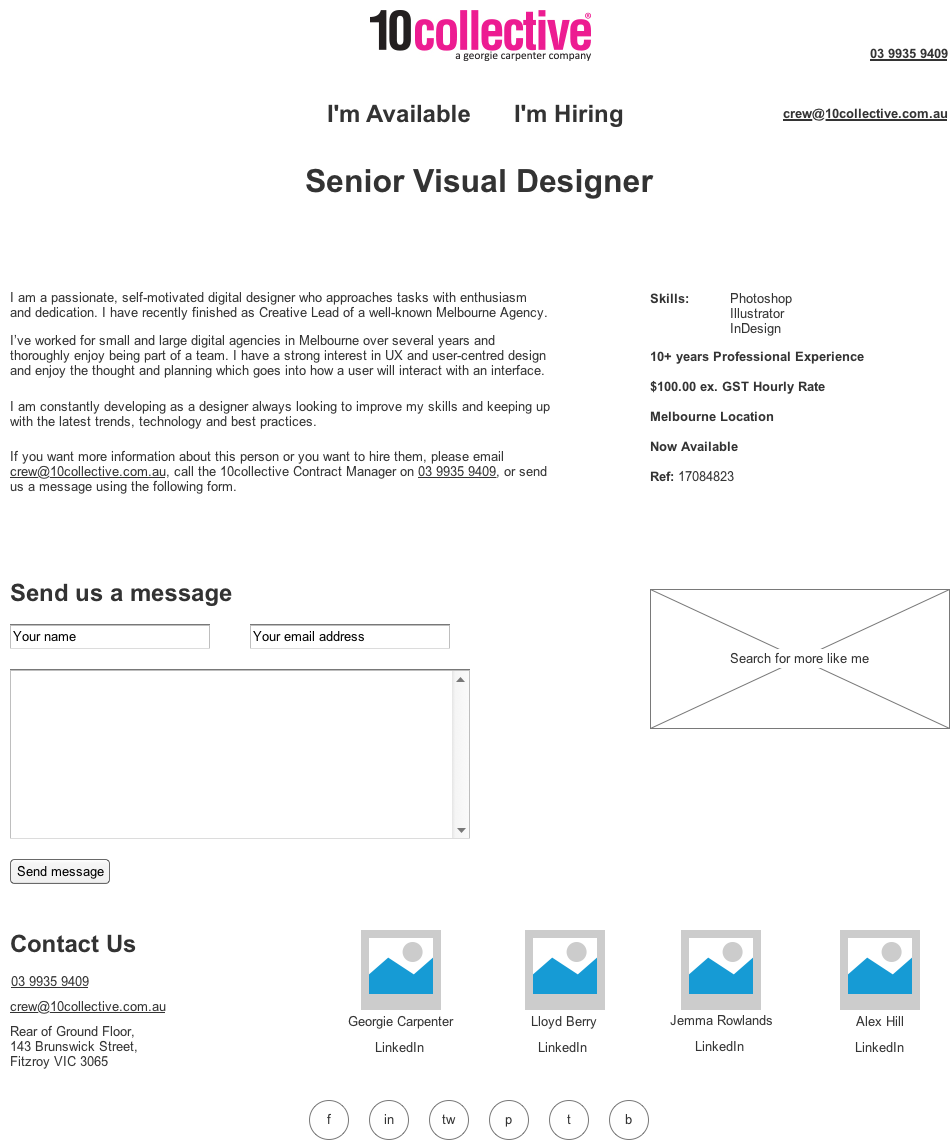 10collective®
a georgie carpenter company
03 9935 9409
I'm Available
I'm Hiring
crew@10collective.com.au
Senior Visual Designer
I am a passionate, self-motivated digital designer who approaches tasks with enthusiasm
and dedication. I have recently finished as Creative Lead of a well-known Melbourne Agency.
I've worked for small and large digital agencies in Melbourne over several years and
thoroughly enjoy being part of a team. I have a strong interest in UX and user-centred design
and enjoy the thought and planning which goes into how a user will interact with an interface.
I am constantly developing as a designer always looking to improve my skills and keeping up
with the latest trends, technology and best practices.
If you want more information about this person or you want to hire them, please email
crew@10collective.com.au, call the 10collective Contract Manager on 03 9935 9409, or send
us a message using the following form.
Skills: Photoshop
Illustrator
InDesign
10+ years Professional Experience
$100.00 ex. GST Hourly Rate
Melbourne Location
Now Available
Ref: 17084823
Send us a message
Your name
Your email address
Send message
Search for more like me
Contact Us
03 9935 9409
crew@10collective.com.au
Rear of Ground Floor,
143 Brunswick Street,
Fitzroy VIC 3065
Georgie Carpenter
LinkedIn
Lloyd Berry
LinkedIn
Jemma Rowlands
LinkedIn
Alex Hill
LinkedIn
f
in
tw
p
t
b